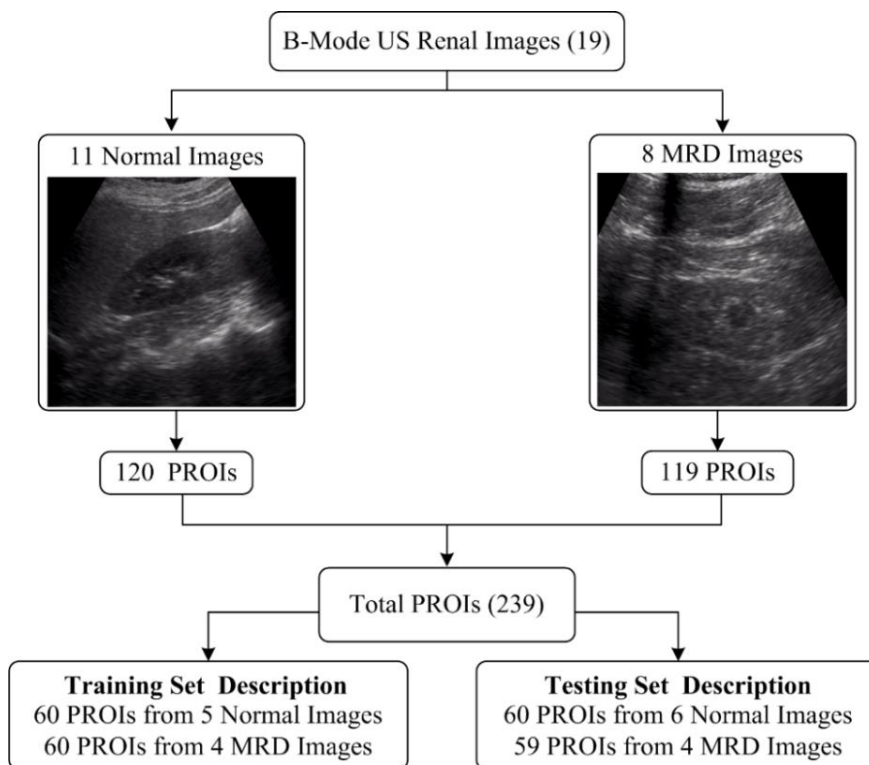 B-Mode US Renal Images (19)
11 Normal Images
8 MRD Images
120 PROIs
119 PROIs
Total PROIs (239)
Training Set Description
60 PROIs from 5 Normal Images
60 PROIs from 4 MRD Images
Testing Set Description
60 PROIs from 6 Normal Images
59 PROIs from 4 MRD Images